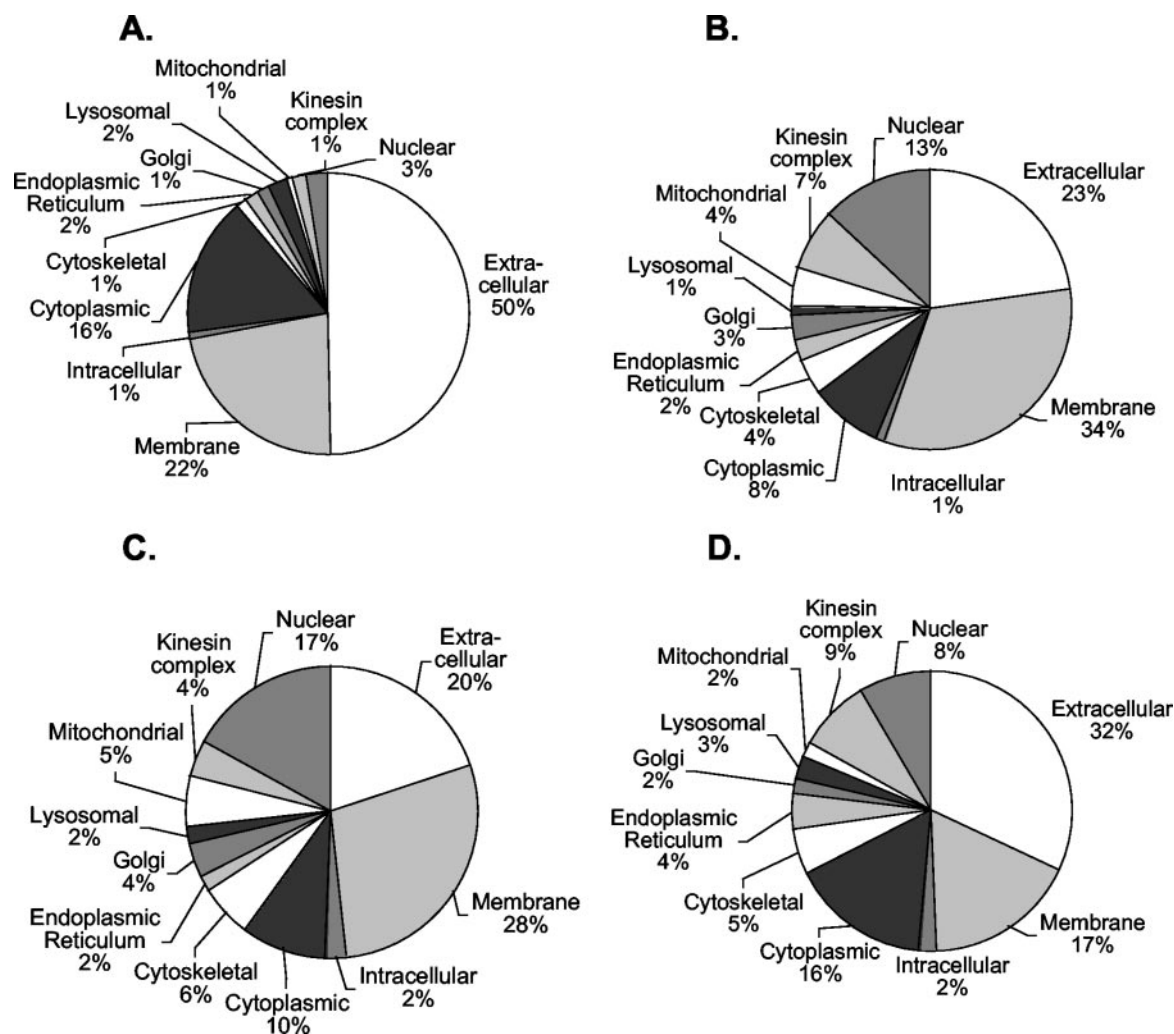 A.
Mitochondrial
1%
Lysosomal
2%
Kinesin
complex
1%
Golgi
1%
Nuclear
3%
Endoplasmic
Reticulum
2%
Cytoskeletal
1%
Cytoplasmic
16%
Intracellular
1%
Membrane
22%
Extra-
cellular
50%
B.
Nuclear
13%
Kinesin
complex
7%
Extracellular
23%
Mitochondrial
4%
Lysosomal
1%
Golgi
3%
Endoplasmic
Reticulum
2%
Cytoskeletal
4%
Cytoplasmic
8%
Intracellular
1%
Membrane
34%
C.
Nuclear
17%
Kinesin
complex
4%
Extra-
cellular
20%
Mitochondrial
5%
Lysosomal
2%
Golgi
4%
Endoplasmic
Reticulum
2%
Cytoskeletal
6%
Cytoplasmic
10%
Intracellular
2%
Membrane
28%
D.
Kinesin
complex
9%
Nuclear
8%
Mitochondrial
2%
Extracellular
32%
Lysosomal
3%
Golgi
2%
Endoplasmic
Reticulum
4%
Cytoskeletal
5%
Cytoplasmic
16%
Intracellular
2%
Membrane
17%